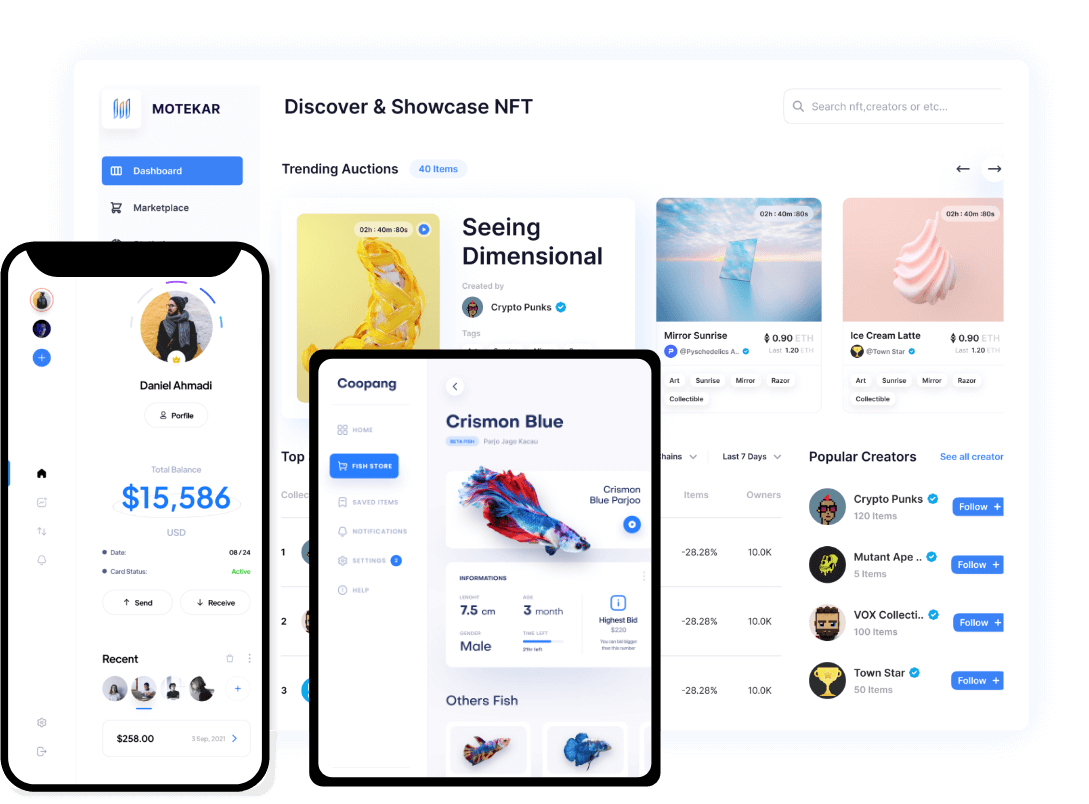 MOTEKAR
Discover & Showcase NFT
Search nft,creators or etc...
Dashboard
Marketplace
Trending Auctions
40 Items
02h : 40m :80s
Seeing
Dimensional
Created by
Crypto Punks
Tags
02h : 40m :80s
Mirror Sunrise
0.90 ETH
@Pyschedelics A..
Last 1.20 ETH
Art
Sunrise
Mirror
Razor
Collectible
02h : 40m :80s
Ice Cream Latte
0.90 ETH
@Town Star
Last 1.20 ETH
Art
Sunrise
Mirror
Razor
Collectible
Top
Last 7 Days
Items
Owners
1
-28.28%
10.0K
2
-28.28%
10.0K
3
-28.28%
10.0K
Popular Creators
See all creator
Crypto Punks
120 Items
Follow +
Mutant Ape ..
5 Items
Follow +
VOX Collecti..
100 Items
Follow +
Town Star
50 Items
Follow +
Daniel Ahmadi
Porfile
Total Balance
$15,586
USD
Date:
08 / 24
Card Status:
Active
Send
Receive
Recent
$258.00
3 Sep, 2021
Coopang
HOME
FISH STORE
SAVED ITEMS
NOTIFICATIONS
SETTINGS
HELP
Crismon Blue
BETA FISH
Parjo Jago Kacau
Crismon
Blue Parjoo
INFORMATIONS
LENGHT
7.5 cm
AGE
3 month
GENDER
Male
TIME LEFT
21hr left
Highest Bid
$220
You can bid bigger
than this number
Others Fish